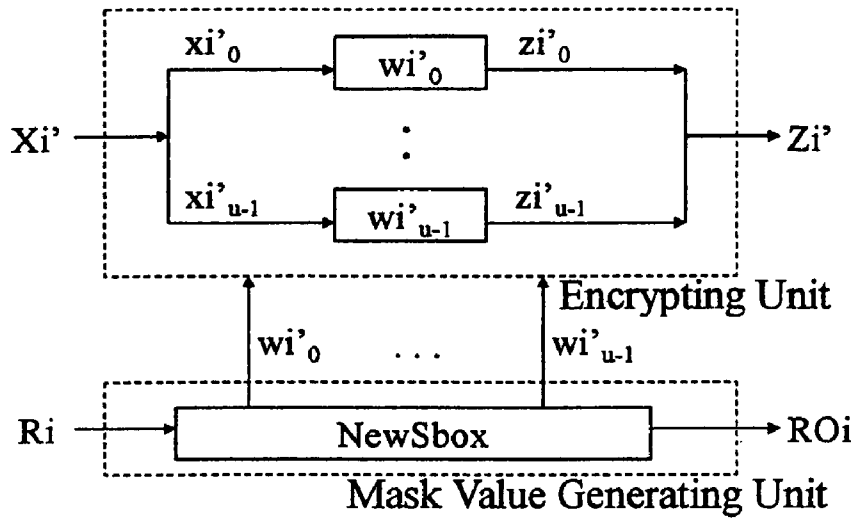 xi'₀ wi'₀ zi'₀
Xi' Zi'
xi'ᵤ₋₁ wi'ᵤ₋₁ zi'ᵤ₋₁
Encrypting Unit
wi'₀ ... wi'ᵤ₋₁
Ri NewSbox ROi
Mask Value Generating Unit